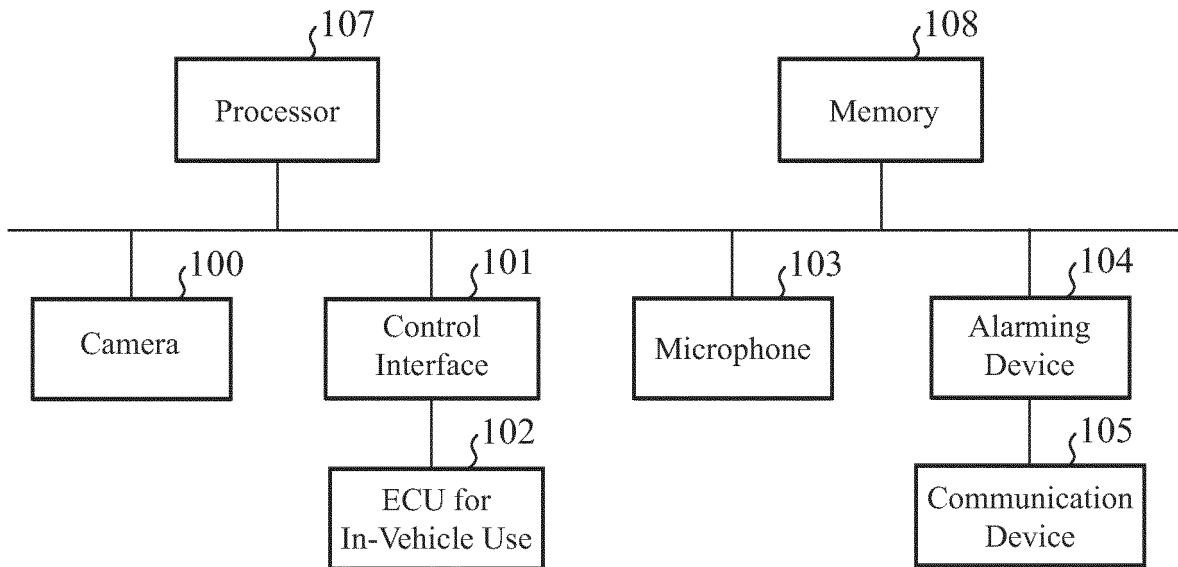 107
108
Processor
Memory
100
101
103
104
Camera
Control
Interface
Microphone
Alarming
Device
102
105
ECU for
In-Vehicle Use
Communication
Device